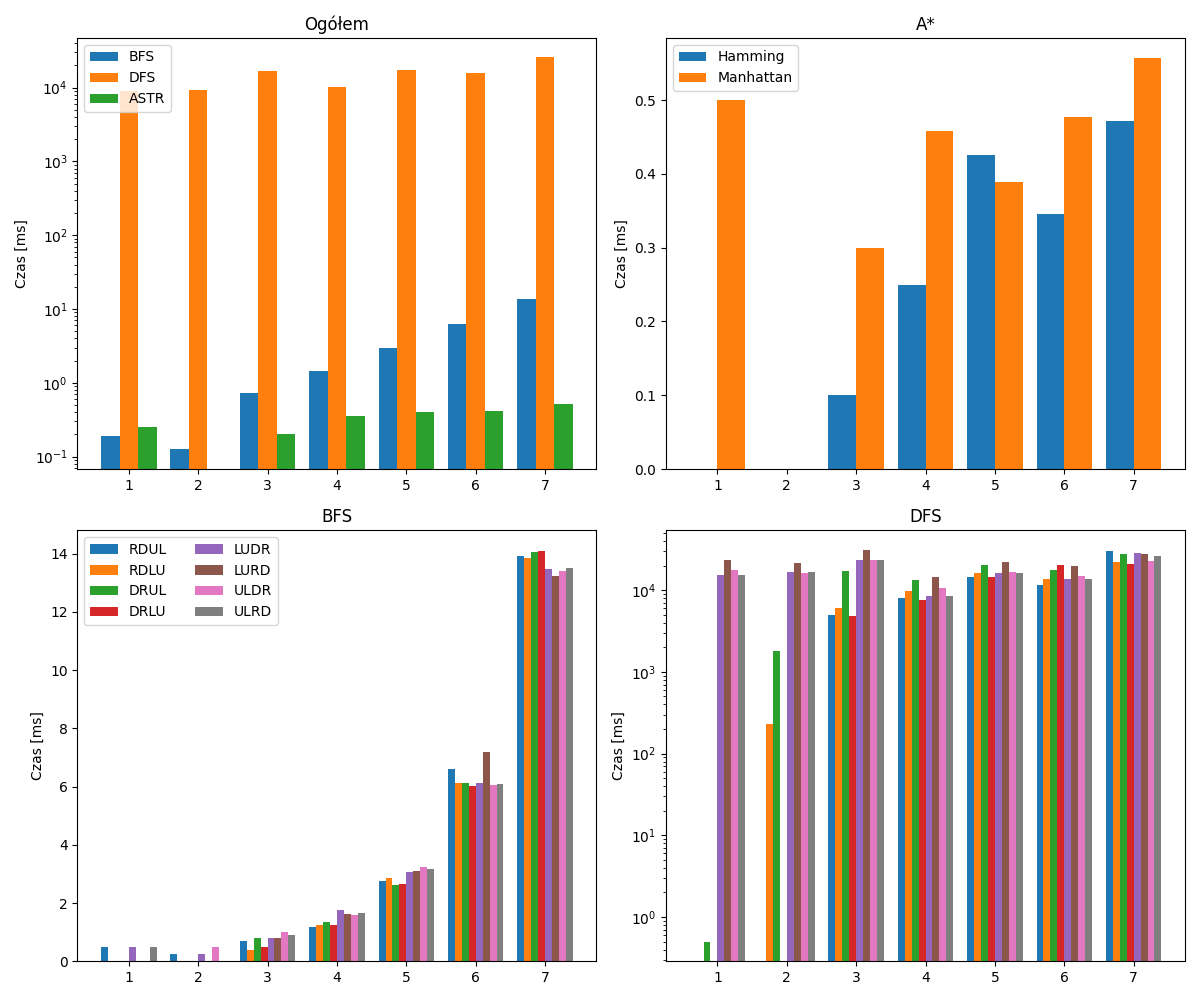 Ogółem
BFS
DFS
ASTR
Czas [ms]
10^4
10^3
10^2
10^1
10^0
10^−1
1 2 3 4 5 6 7
A*
Hamming
Manhattan
Czas [ms]
0.5
0.4
0.3
0.2
0.1
0.0
1 2 3 4 5 6 7
BFS
RDUL LUDR
RDLU LURD
DRUL ULDR
DRLU ULRD
Czas [ms]
14
12
10
8
6
4
2
0
1 2 3 4 5 6 7
DFS
Czas [ms]
10^4
10^3
10^2
10^1
10^0
1 2 3 4 5 6 7